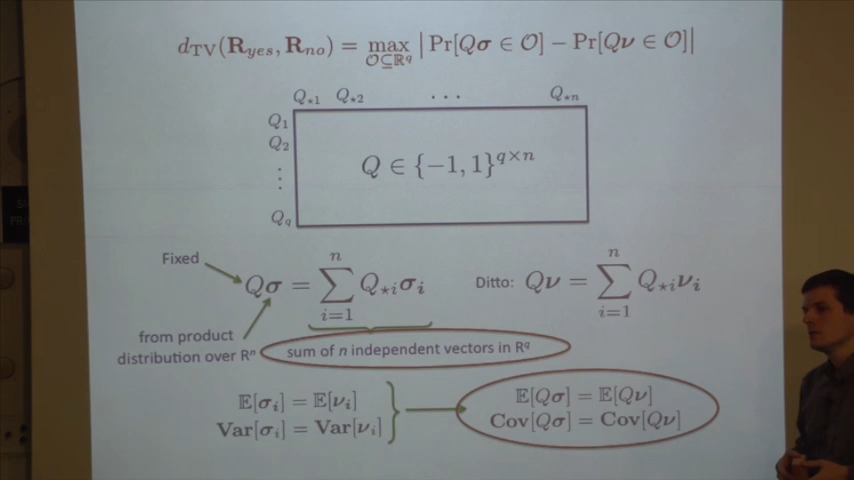 d_TV(R_yes, R_no) = max_{O⊆ℝ^q} |Pr[Qσ ∈ O] − Pr[Qν ∈ O]|
Q_{⋆1} Q_{⋆2} ··· Q_{⋆n}
Q_1
Q_2
⋮
Q_q
Q ∈ {−1, 1}^{q×n}
Fixed
Qσ = ∑_{i=1}^{n} Q_{⋆i}σ_i
Ditto: Qν = ∑_{i=1}^{n} Q_{⋆i}ν_i
from product
distribution over R^n
sum of n independent vectors in R^q
𝔼[σ_i] = 𝔼[ν_i]
Var[σ_i] = Var[ν_i]
𝔼[Qσ] = 𝔼[Qν]
Cov[Qσ] = Cov[Qν]